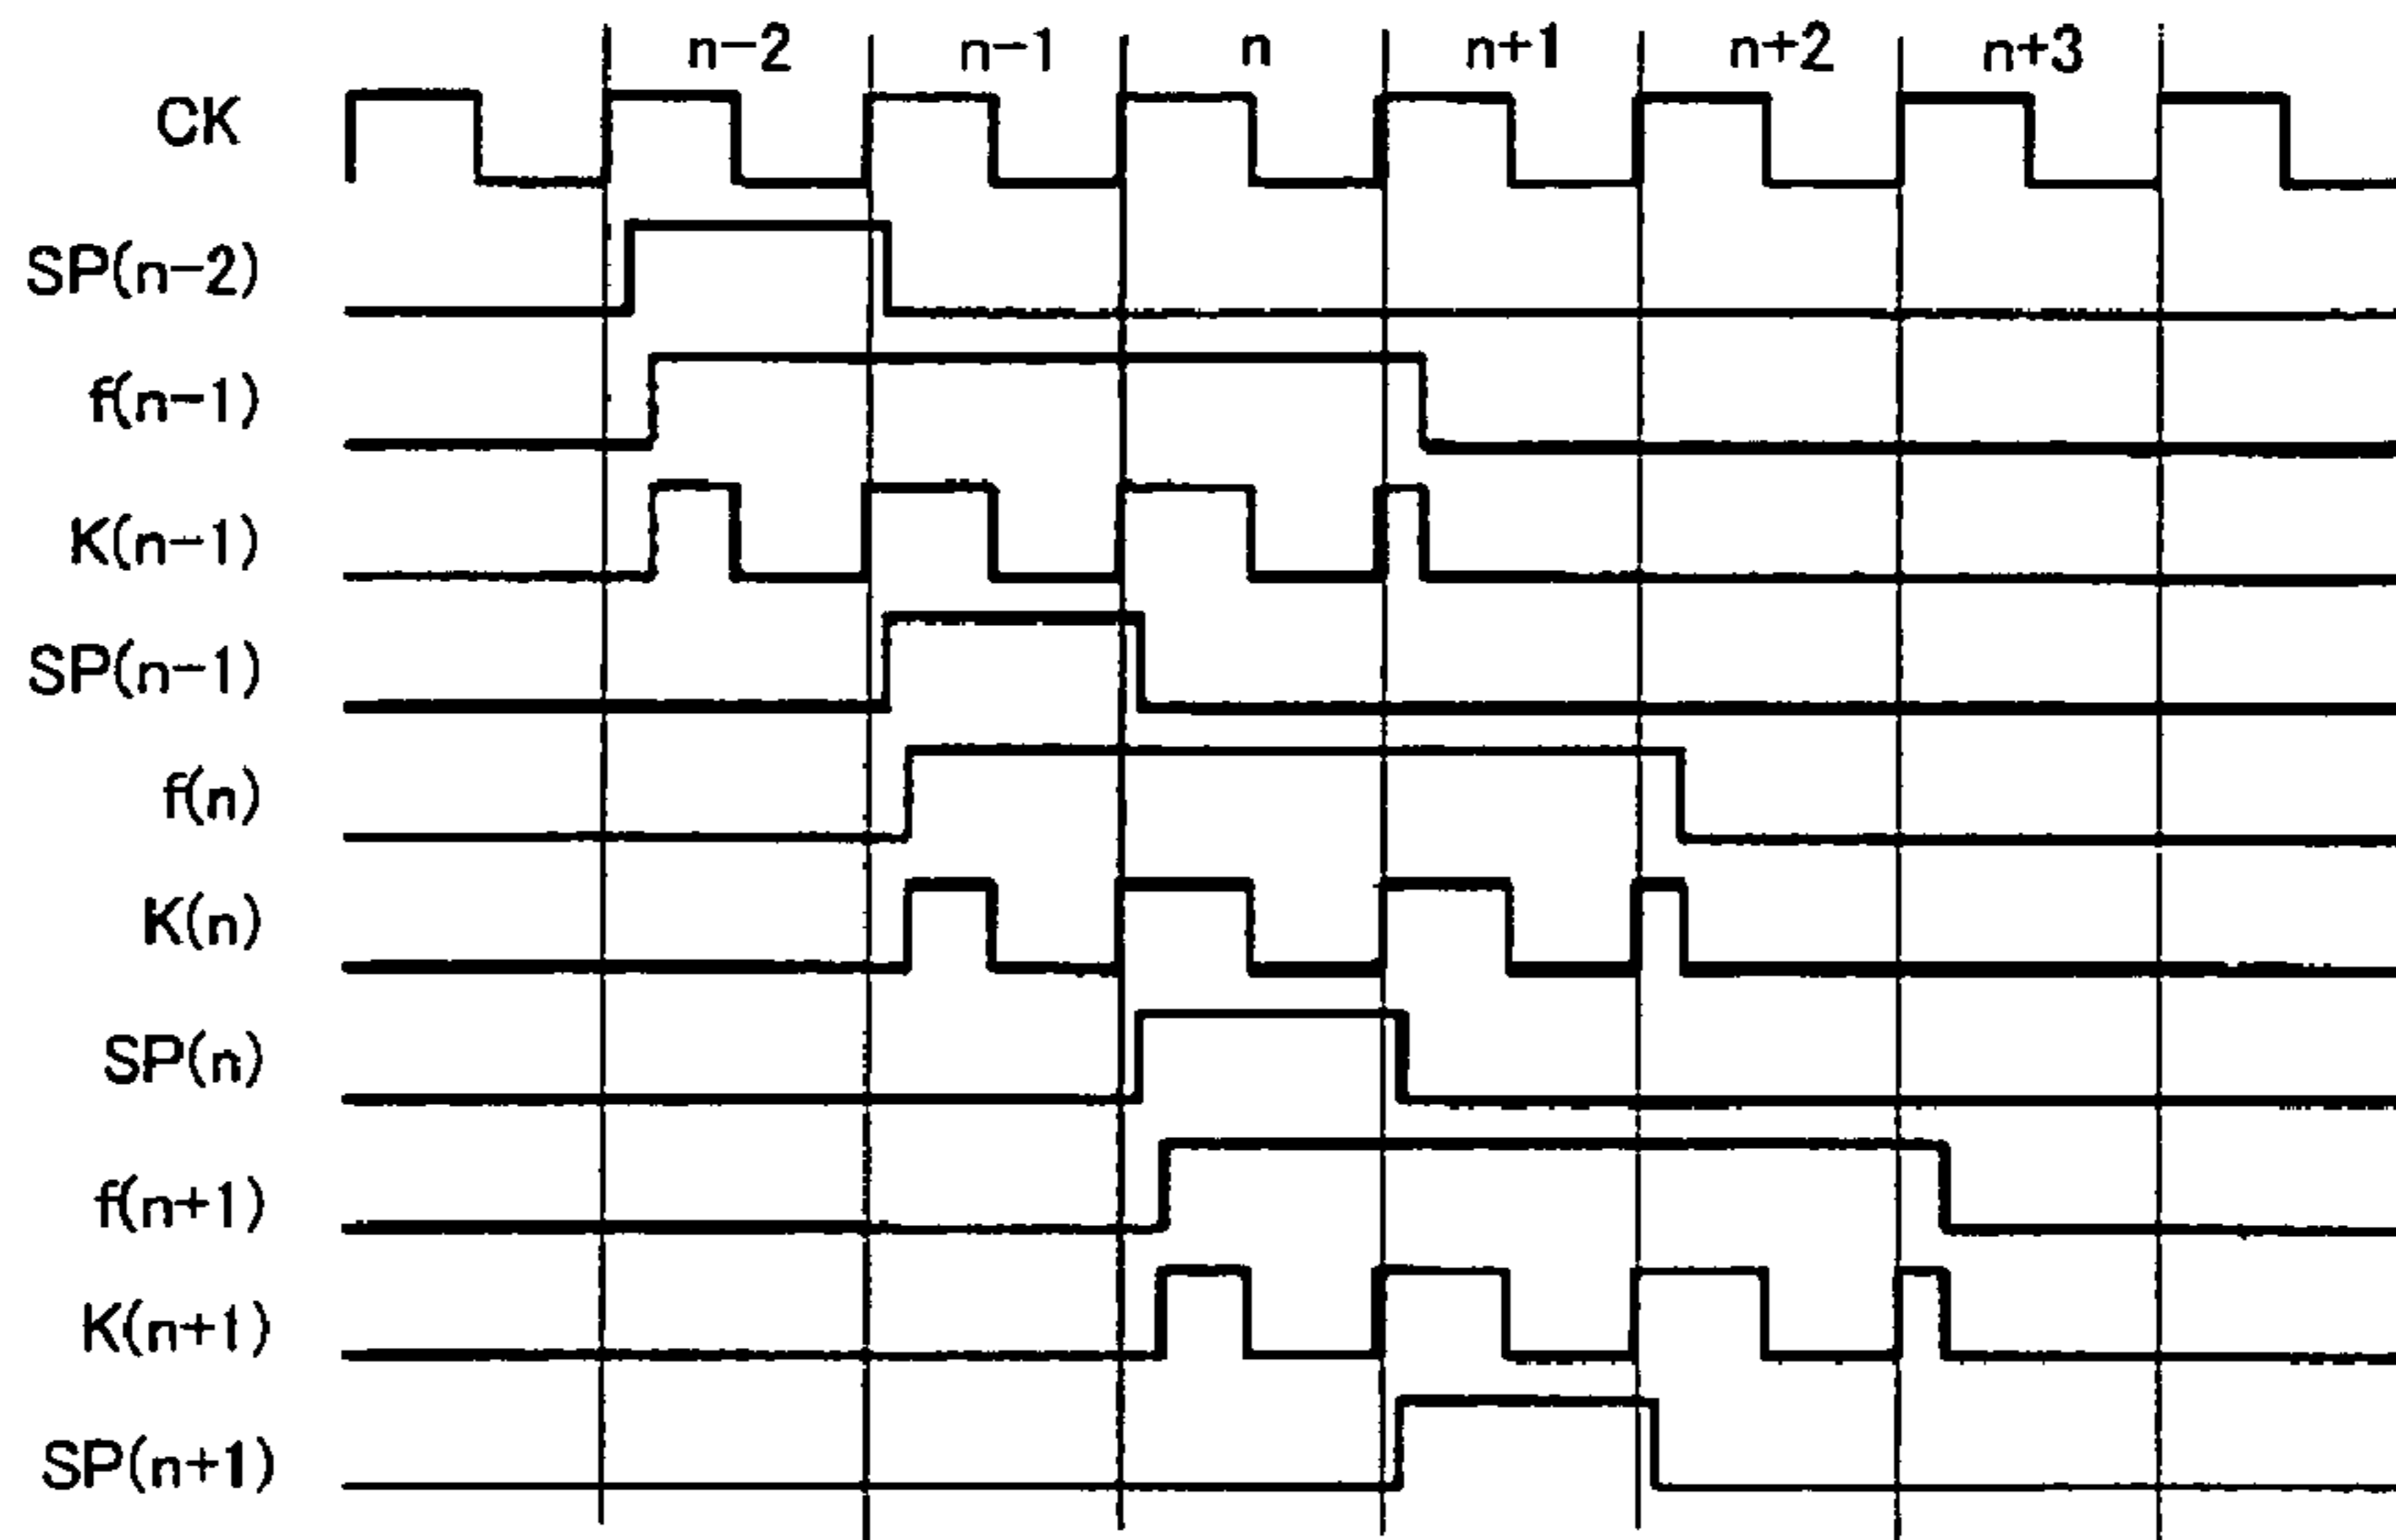 n-2 n-1 n n+1 n+2 n+3
CK
SP(n-2)
f(n-1)
K(n-1)
SP(n-1)
f(n)
K(n)
SP(n)
f(n+1)
K(n+1)
SP(n+1)